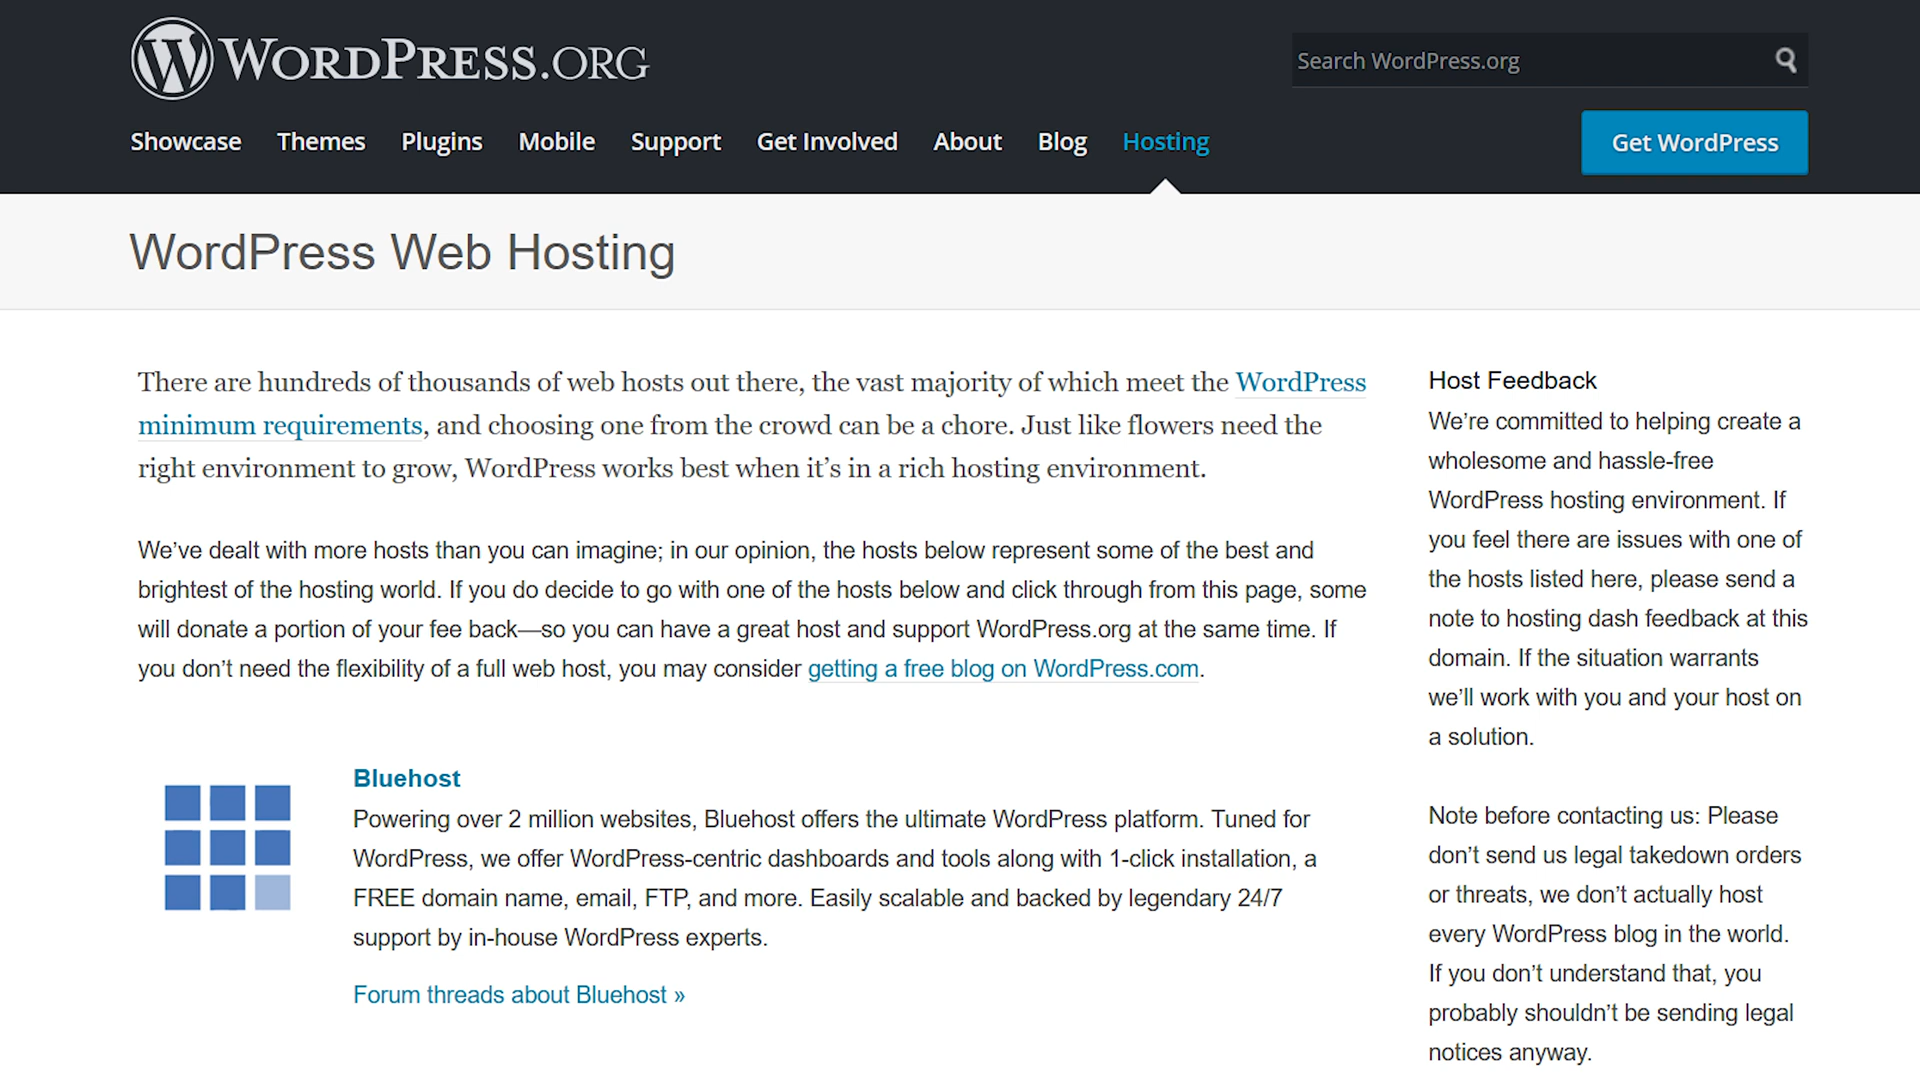 WORDPRESS.ORG
Search WordPress.org
Showcase Themes Plugins Mobile Support Get Involved About Blog Hosting
Get WordPress
WordPress Web Hosting
There are hundreds of thousands of web hosts out there, the vast majority of which meet the WordPress
minimum requirements, and choosing one from the crowd can be a chore. Just like flowers need the
right environment to grow, WordPress works best when it’s in a rich hosting environment.
We’ve dealt with more hosts than you can imagine; in our opinion, the hosts below represent some of the best and
brightest of the hosting world. If you do decide to go with one of the hosts below and click through from this page, some
will donate a portion of your fee back—so you can have a great host and support WordPress.org at the same time. If
you don’t need the flexibility of a full web host, you may consider getting a free blog on WordPress.com.
Bluehost
Powering over 2 million websites, Bluehost offers the ultimate WordPress platform. Tuned for
WordPress, we offer WordPress-centric dashboards and tools along with 1-click installation, a
FREE domain name, email, FTP, and more. Easily scalable and backed by legendary 24/7
support by in-house WordPress experts.
Forum threads about Bluehost »
Host Feedback
We’re committed to helping create a
wholesome and hassle-free
WordPress hosting environment. If
you feel there are issues with one of
the hosts listed here, please send a
note to hosting dash feedback at this
domain. If the situation warrants
we’ll work with you and your host on
a solution.
Note before contacting us: Please
don’t send us legal takedown orders
or threats, we don’t actually host
every WordPress blog in the world.
If you don’t understand that, you
probably shouldn’t be sending legal
notices anyway.